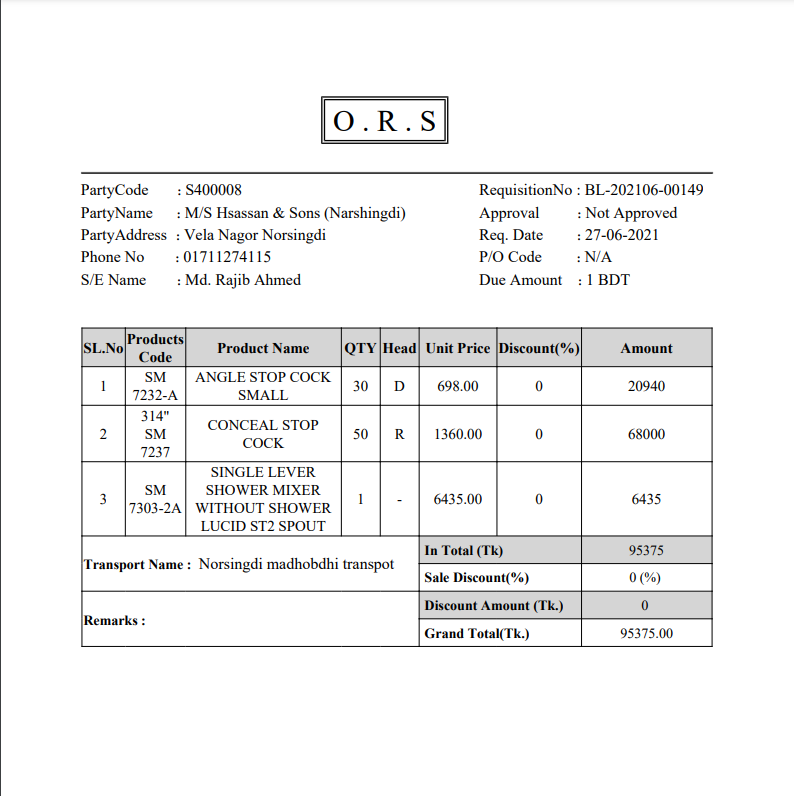 O . R . S
PartyCode : S400008
RequisitionNo : BL-202106-00149
PartyName : M/S Hsassan & Sons (Narshingdi)
Approval : Not Approved
PartyAddress : Vela Nagor Norsingdi
Req. Date : 27-06-2021
Phone No : 01711274115
P/O Code : N/A
S/E Name : Md. Rajib Ahmed
Due Amount : 1 BDT
SL.No Products Code Product Name QTY Head Unit Price Discount(%) Amount
1 SM 7232-A ANGLE STOP COCK SMALL 30 D 698.00 0 20940
2 314" SM 7237 CONCEAL STOP COCK 50 R 1360.00 0 68000
3 SM 7303-2A SINGLE LEVER SHOWER MIXER WITHOUT SHOWER LUCID ST2 SPOUT 1 - 6435.00 0 6435
Transport Name : Norsingdi madhobdhi transpot
In Total (Tk) 95375
Sale Discount(%) 0 (%)
Remarks :
Discount Amount (Tk.) 0
Grand Total(Tk.) 95375.00